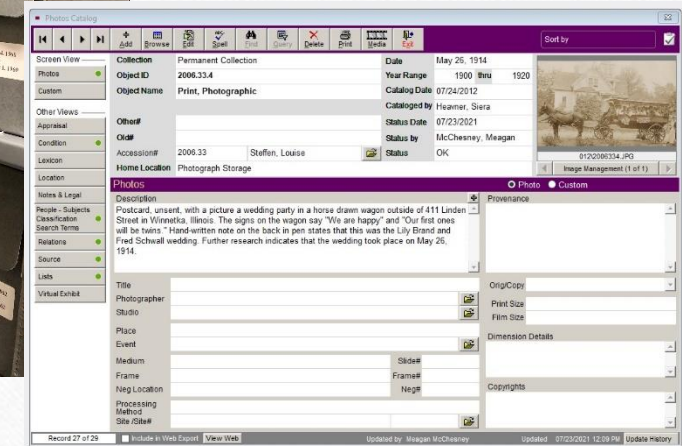 Photos Catalog
Add Browse Edit Spell Find Query Delete Print Media Exit
Sort by
Screen View
Photos
Custom
Other Views
Appraisal
Condition
Lexicon
Location
Notes & Legal
People - Subjects
Classification
Search Terms
Relations
Source
Lists
Virtual Exhibit
Collection Permanent Collection
Object ID 2006.33.4
Object Name Print, Photographic
Other#
Old#
Accession# 2006.33 Steffen, Louise
Home Location Photograph Storage
Date May 26, 1914
Year Range 1900 thru 1920
Catalog Date 07/24/2012
Cataloged by Heavner, Siera
Status Date 07/23/2021
Status by McChesney, Meagan
Status OK
012\2006334.JPG
Image Management (1 of 1)
Photos
Photo Custom
Description
Postcard, unsent, with a picture a wedding party in a horse drawn wagon outside of 411 Linden
Street in Winnetka, Illinois. The signs on the wagon say "We are happy" and "Our first ones
will be twins." Hand-written note on the back in pen states that this was the Lily Brand and
Fred Schwall wedding. Further research indicates that the wedding took place on May 26,
1914.
Provenance
Title
Photographer
Studio
Place
Event
Medium
Slide#
Frame
Frame#
Neg Location
Neg#
Processing
Method
Site /Site#
Orig/Copy
Print Size
Film Size
Dimension Details
Copyrights
Record 27 of 29
Include in Web Export View Web
Updated by Meagan McChesney
Updated 07/23/2021 12:09 PM Update History